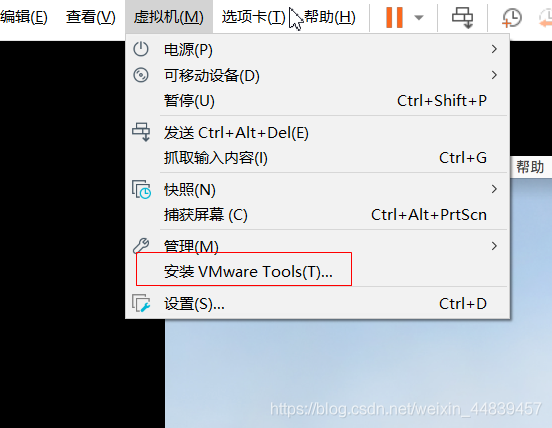 编辑(E) 查看(V) 虚拟机(M) 选项卡(T) 帮助(H)
电源(P)
可移动设备(D)
暂停(U) Ctrl+Shift+P
发送 Ctrl+Alt+Del(E)
抓取输入内容(I) Ctrl+G
帮助
快照(N)
捕获屏幕 (C) Ctrl+Alt+PrtScn
管理(M)
安装 VMware Tools(T)...
设置(S)... Ctrl+D
https://blog.csdn.net/weixin_44839457